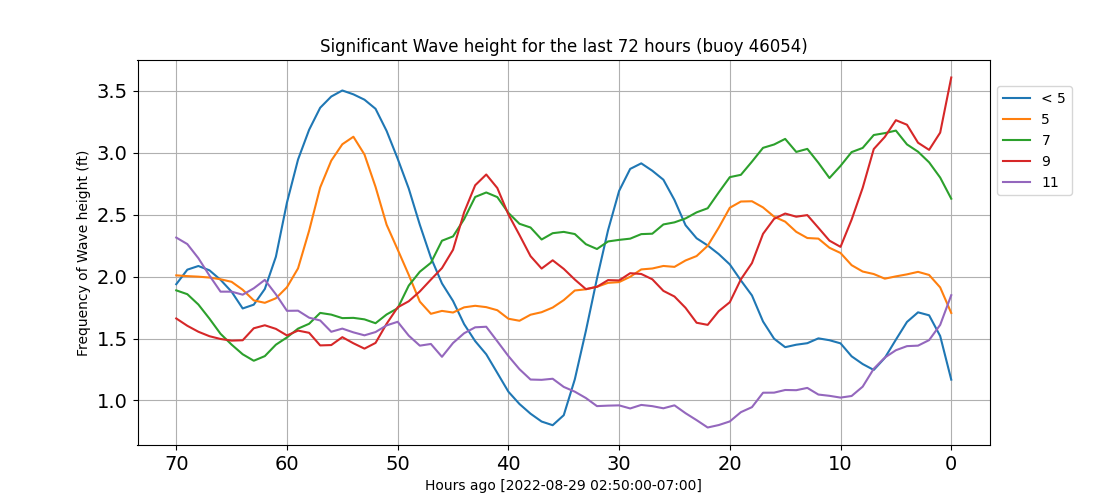 Significant Wave height for the last 72 hours (buoy 46054)
Frequency of Wave height (ft)
3.5
3.0
2.5
2.0
1.5
1.0
< 5
5
7
9
11
70 60 50 40 30 20 10 0
Hours ago [2022-08-29 02:50:00-07:00]